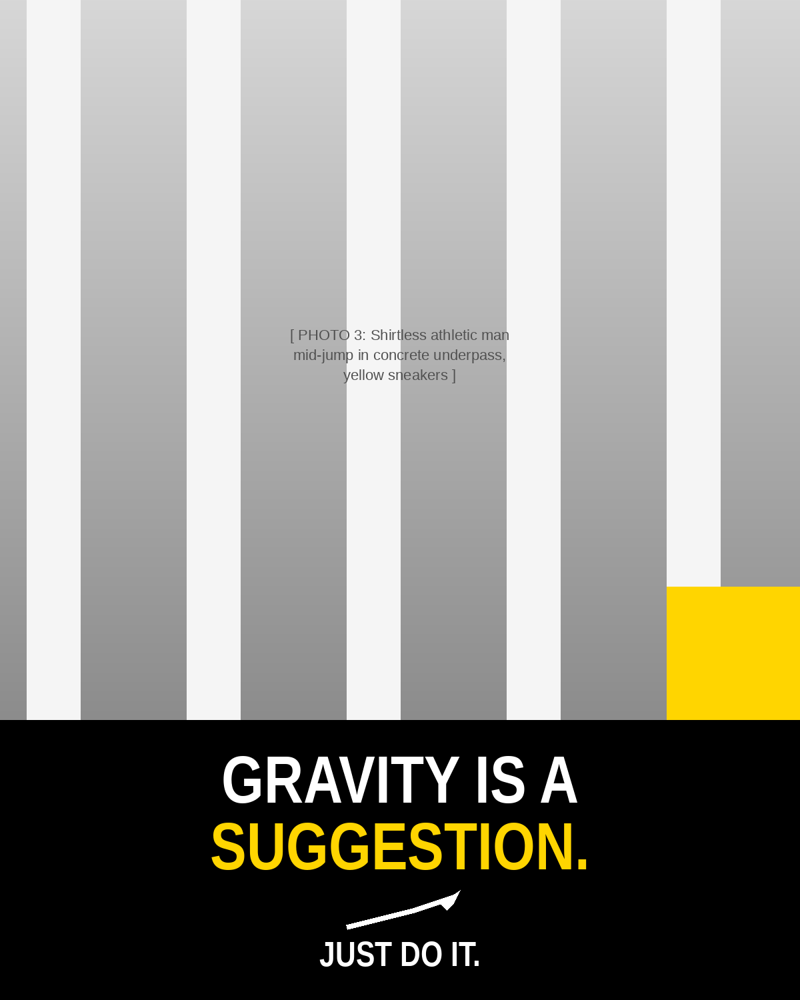 [ PHOTO 3: Shirtless athletic man
mid-jump in concrete underpass,
yellow sneakers ]
GRAVITY IS A
SUGGESTION.
JUST DO IT.